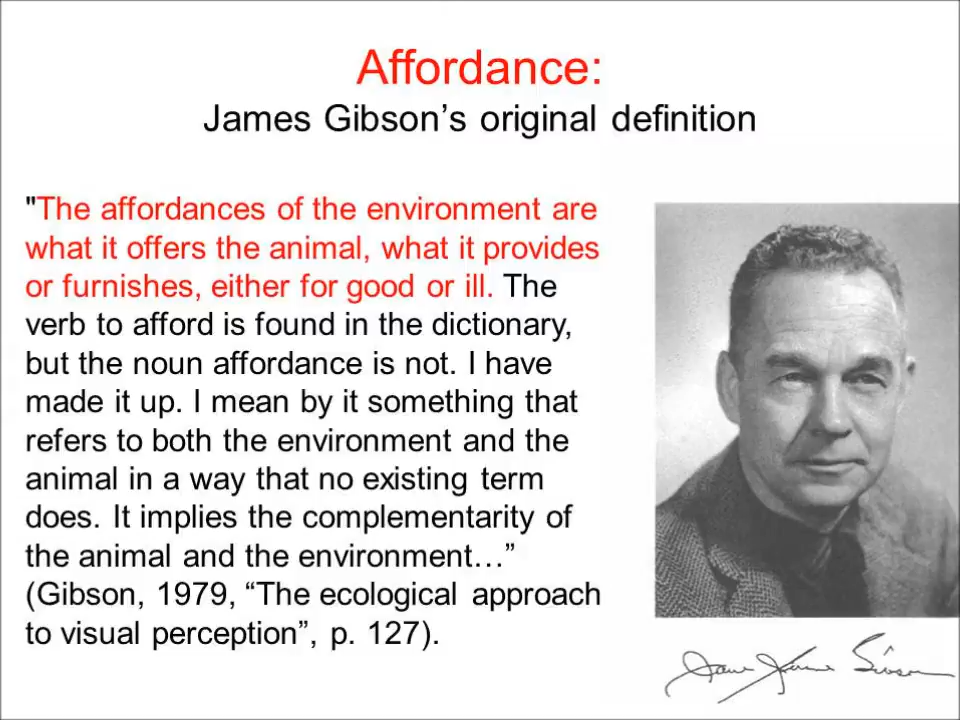 Affordance:
James Gibson’s original definition
"The affordances of the environment are
what it offers the animal, what it provides
or furnishes, either for good or ill. The
verb to afford is found in the dictionary,
but the noun affordance is not. I have
made it up. I mean by it something that
refers to both the environment and the
animal in a way that no existing term
does. It implies the complementarity of
the animal and the environment…”
(Gibson, 1979, “The ecological approach
to visual perception”, p. 127).
Gibson